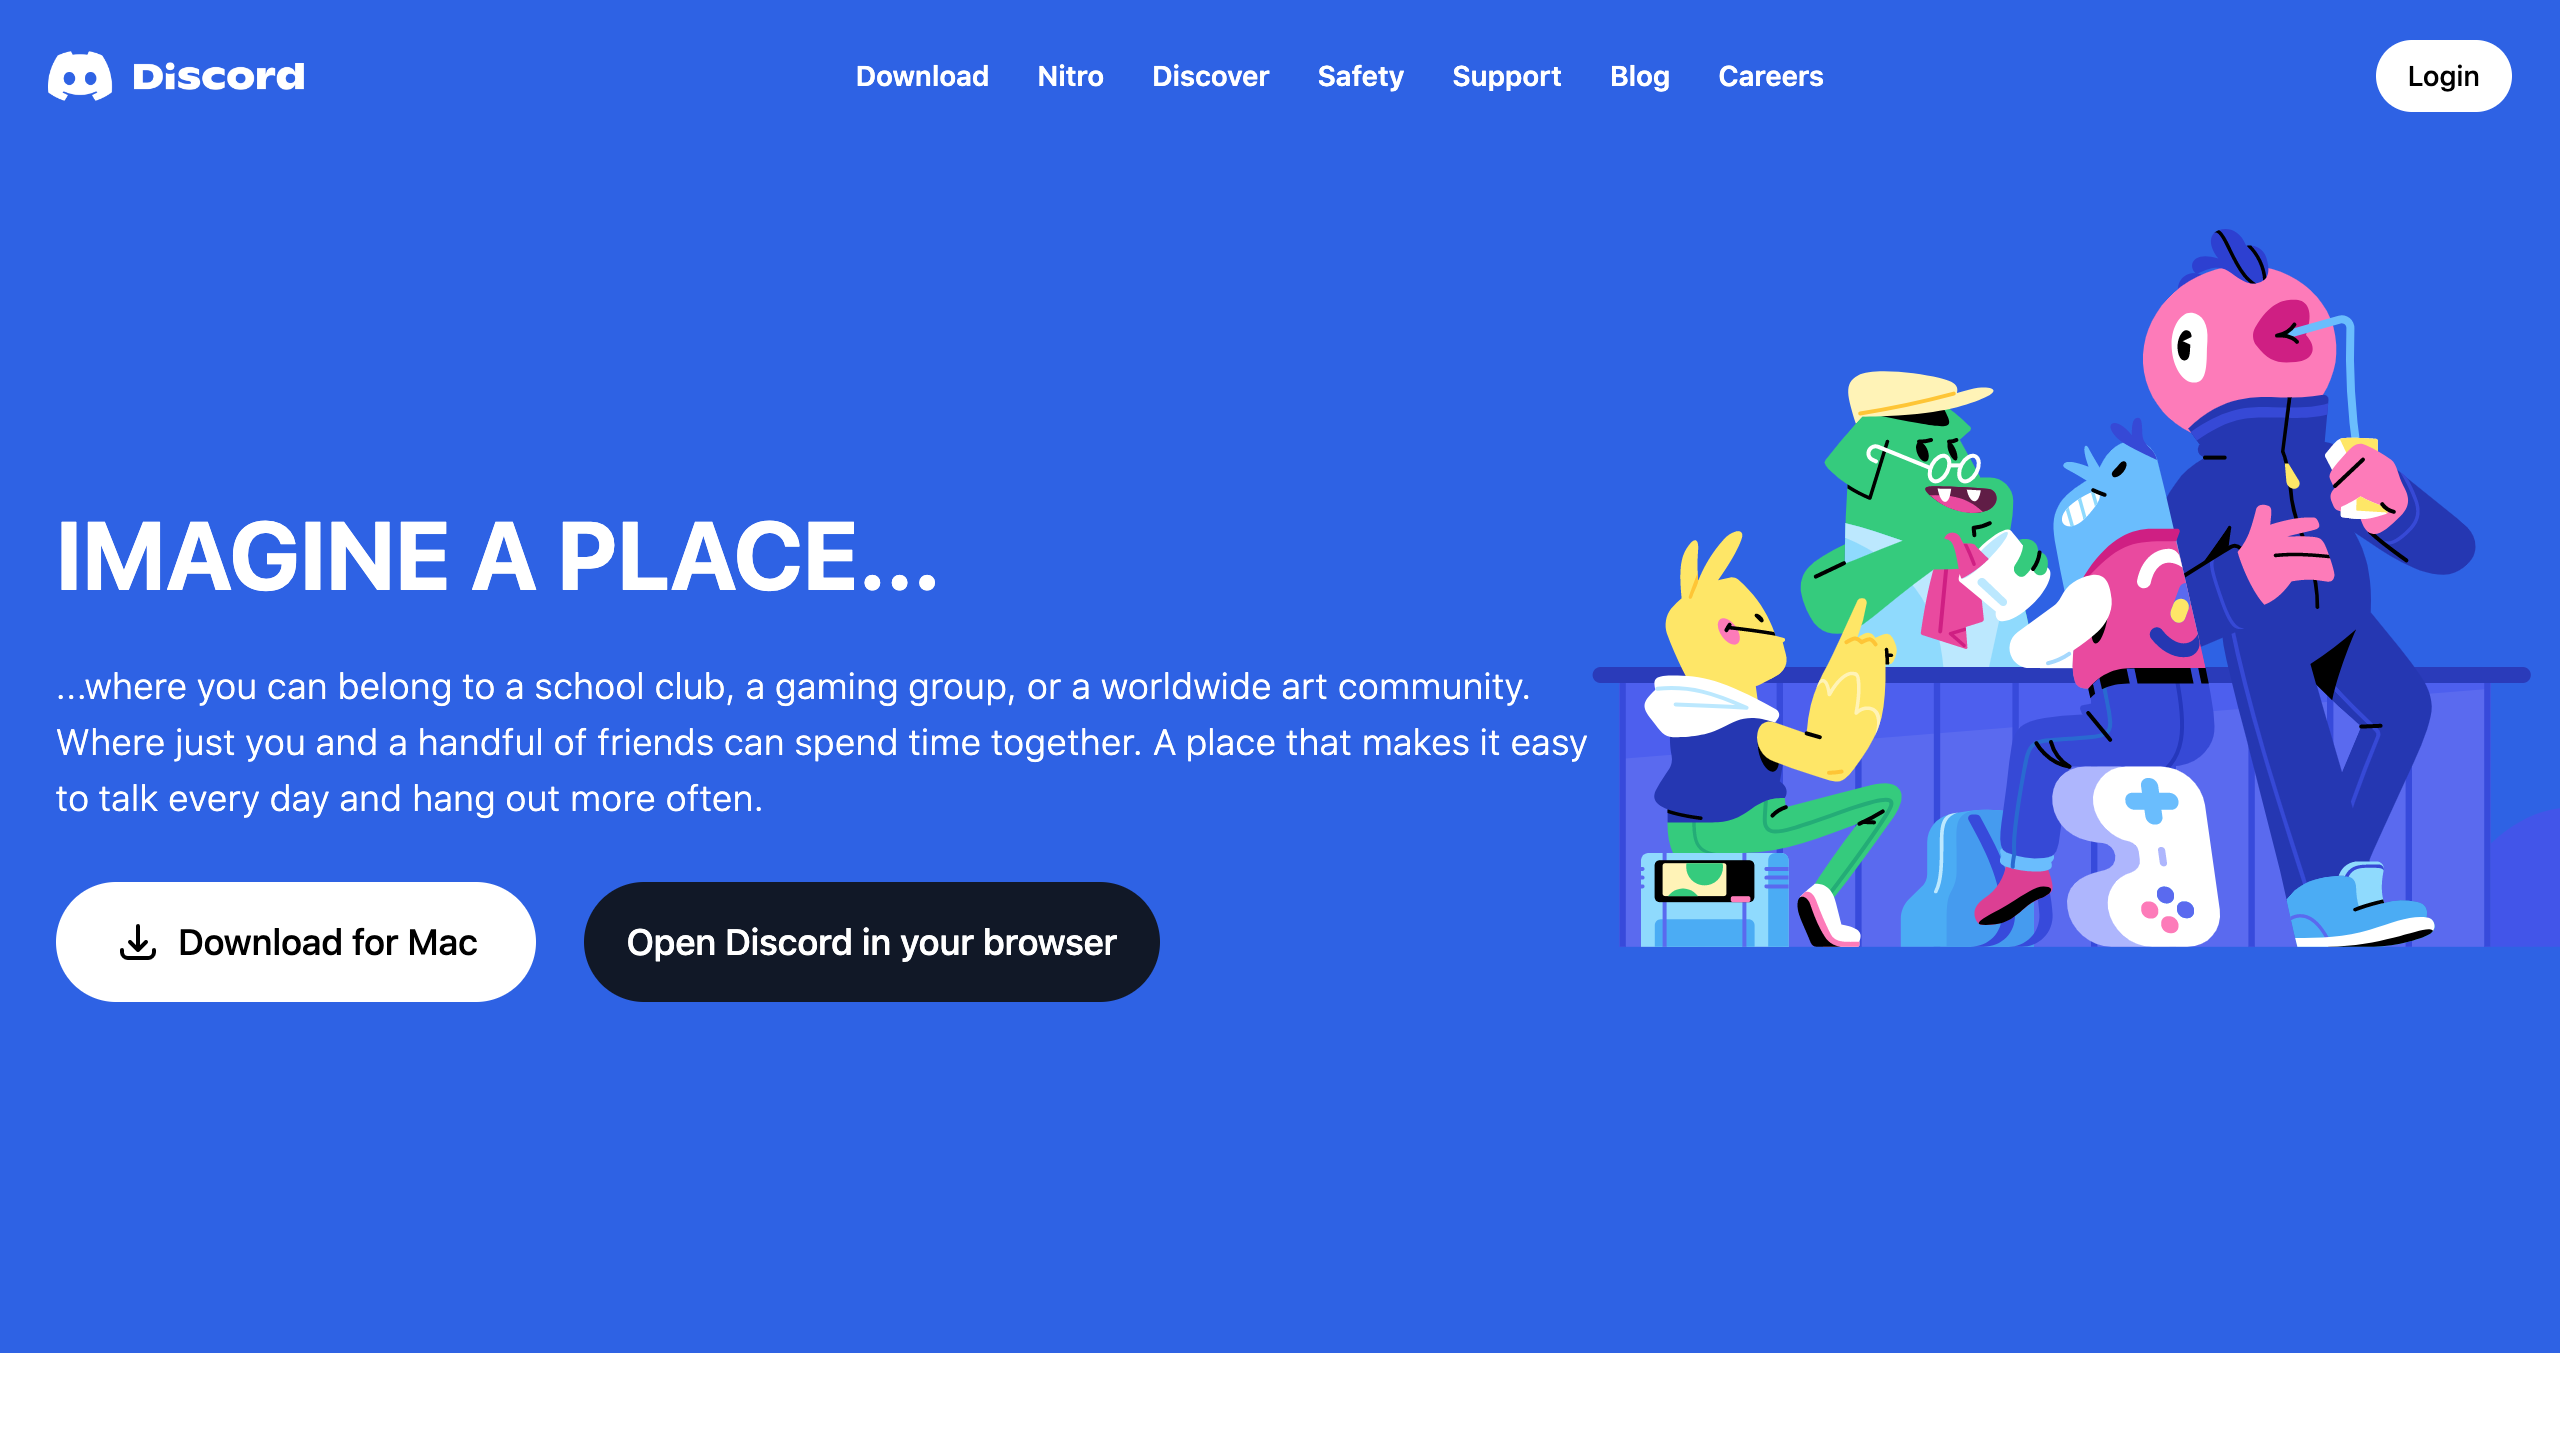 Discord
Download Nitro Discover Safety Support Blog Careers
Login
IMAGINE A PLACE...
...where you can belong to a school club, a gaming group, or a worldwide art community.
Where just you and a handful of friends can spend time together. A place that makes it easy
to talk every day and hang out more often.
Download for Mac
Open Discord in your browser